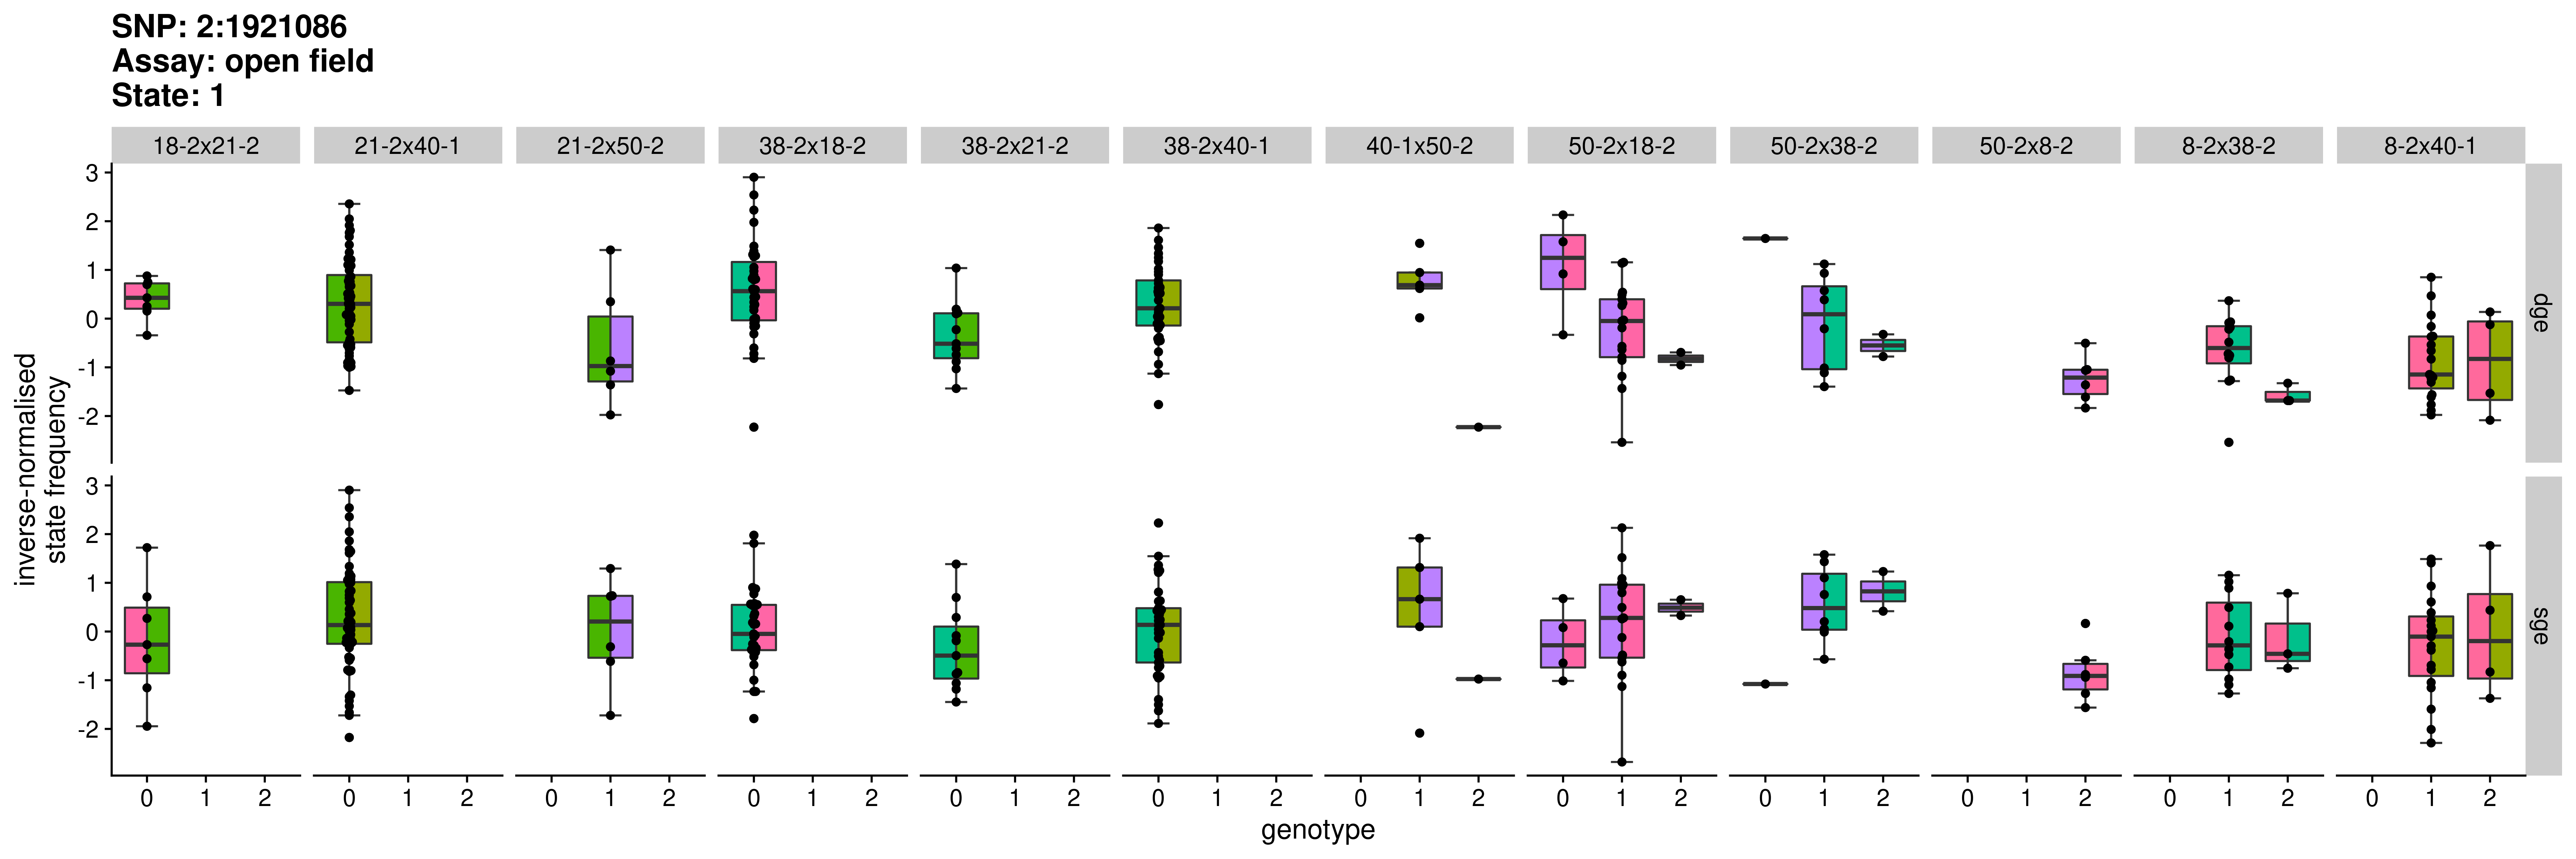 SNP: 2:1921086
Assay: open field
State: 1
18-2x21-2 21-2x40-1 21-2x50-2 38-2x18-2 38-2x21-2 38-2x40-1 40-1x50-2 50-2x18-2 50-2x38-2 50-2x8-2 8-2x38-2 8-2x40-1
inverse-normalised
state frequency
3
2
1
0
-1
-2
dge
3
2
1
0
-1
-2
sge
0 1 2 0 1 2 0 1 2 0 1 2 0 1 2 0 1 2 0 1 2 0 1 2 0 1 2 0 1 2 0 1 2 0 1 2
genotype